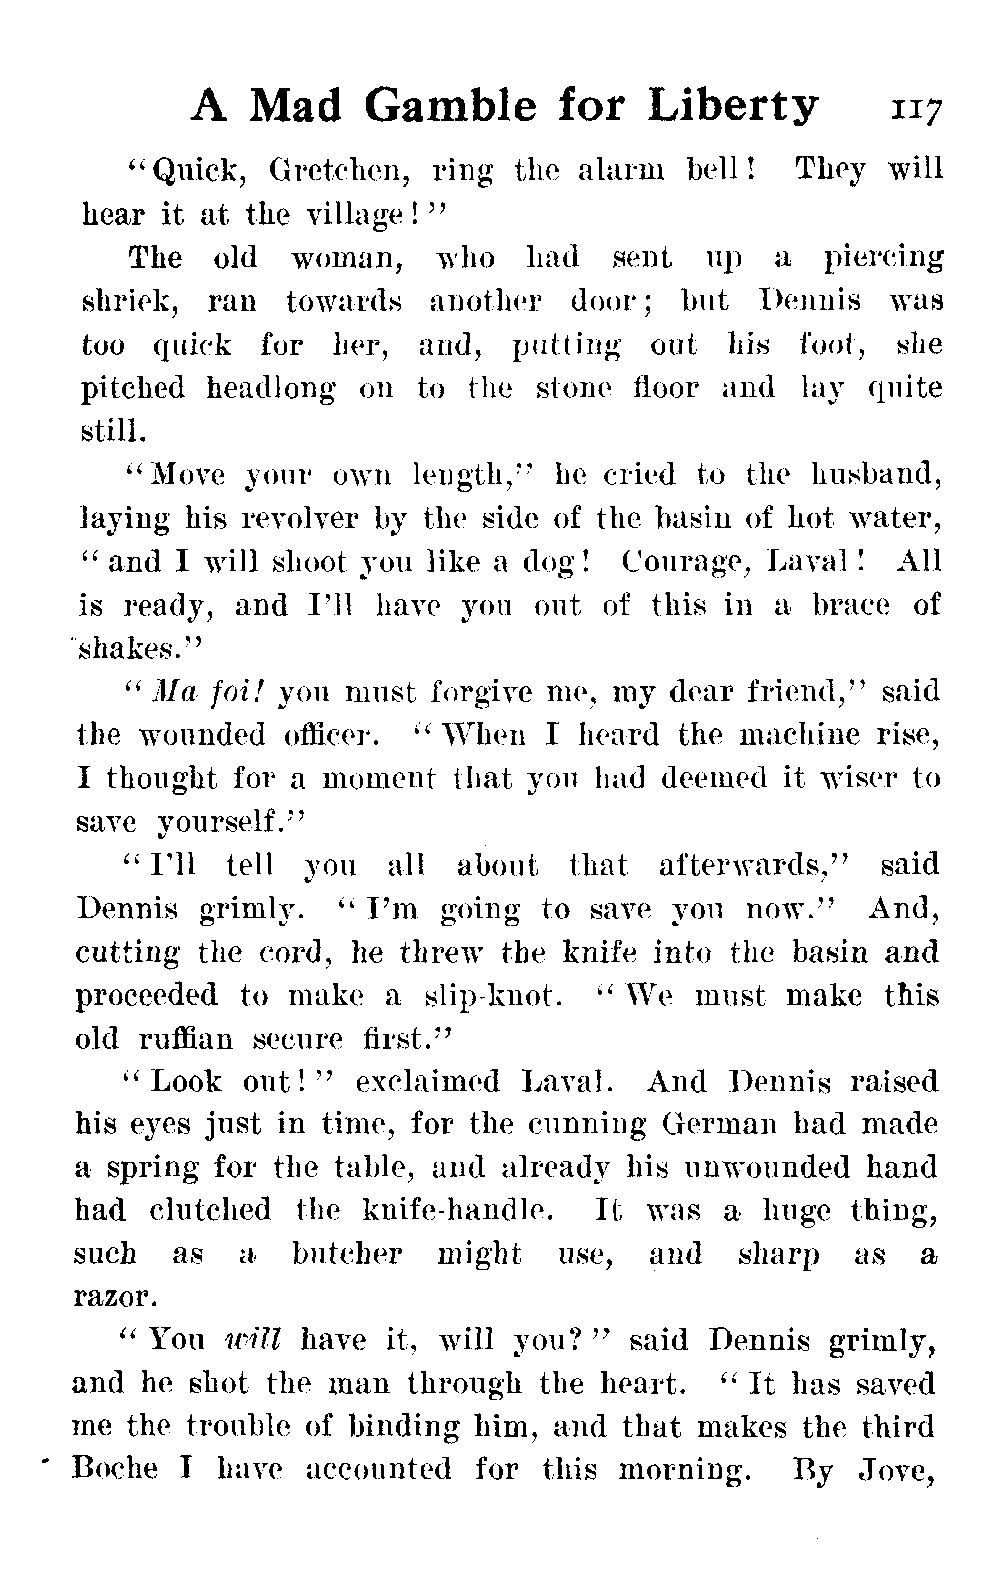 A Mad Gamble for Liberty 117
"Quick, Gretchen, ring the alarm bell! They will
hear it at the village!"
The old woman, who had sent up a piercing
shriek, ran towards another door; but Dennis was
too quick for her, and, putting out his foot, she
pitched headlong on to the stone floor and lay quite
still.
"Move your own length," he cried to the husband,
laying his revolver by the side of the basin of hot water,
"and I will shoot you like a dog! Courage, Laval! All
is ready, and I'll have you out of this in a brace of
shakes."
"Ma foi! you must forgive me, my dear friend," said
the wounded officer. "When I heard the machine rise,
I thought for a moment that you had deemed it wiser to
save yourself."
"I'll tell you all about that afterwards," said
Dennis grimly. "I'm going to save you now." And,
cutting the cord, he threw the knife into the basin and
proceeded to make a slip-knot. "We must make this
old ruffian secure first."
"Look out!" exclaimed Laval. And Dennis raised
his eyes just in time, for the cunning German had made
a spring for the table, and already his unwounded hand
had clutched the knife-handle. It was a huge thing,
such as a butcher might use, and sharp as a
razor.
"You will have it, will you?" said Dennis grimly,
and he shot the man through the heart. "It has saved
me the trouble of binding him, and that makes the third
Boche I have accounted for this morning. By Jove,